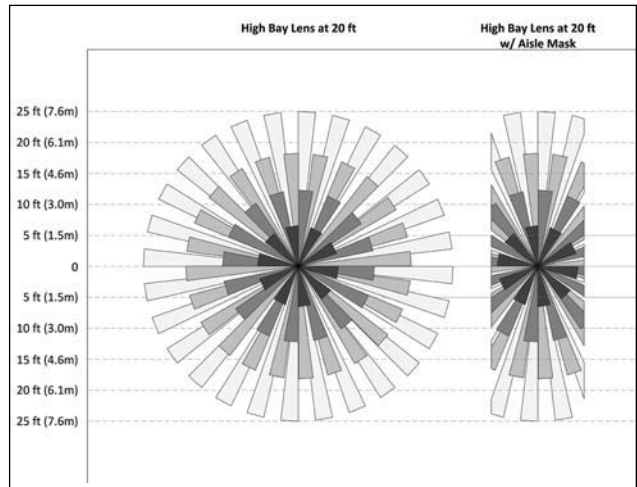 High Bay Lens at 20 ft
High Bay Lens at 20 ft
w/ Aisle Mask
25 ft (7.6m)
20 ft (6.1m)
15 ft (4.6m)
10 ft (3.0m)
5 ft (1.5m)
0
5 ft (1.5m)
10 ft (3.0m)
15 ft (4.6m)
20 ft (6.1m)
25 ft (7.6m)